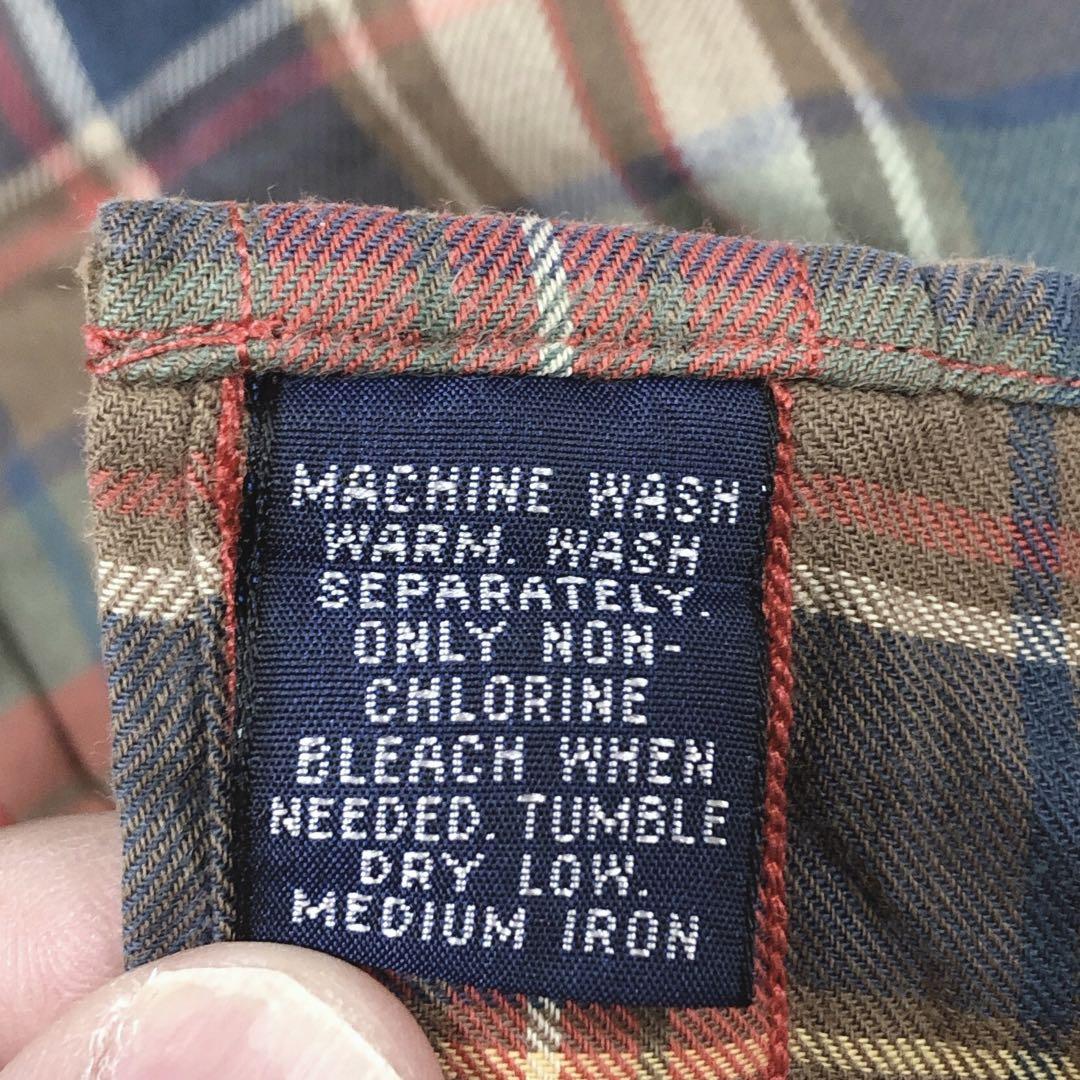 MACHINE WASH
WARM. WASH
SEPARATELY.
ONLY NON-
CHLORINE
BLEACH WHEN
NEEDED. TUMBLE
DRY LOW.
MEDIUM IRON